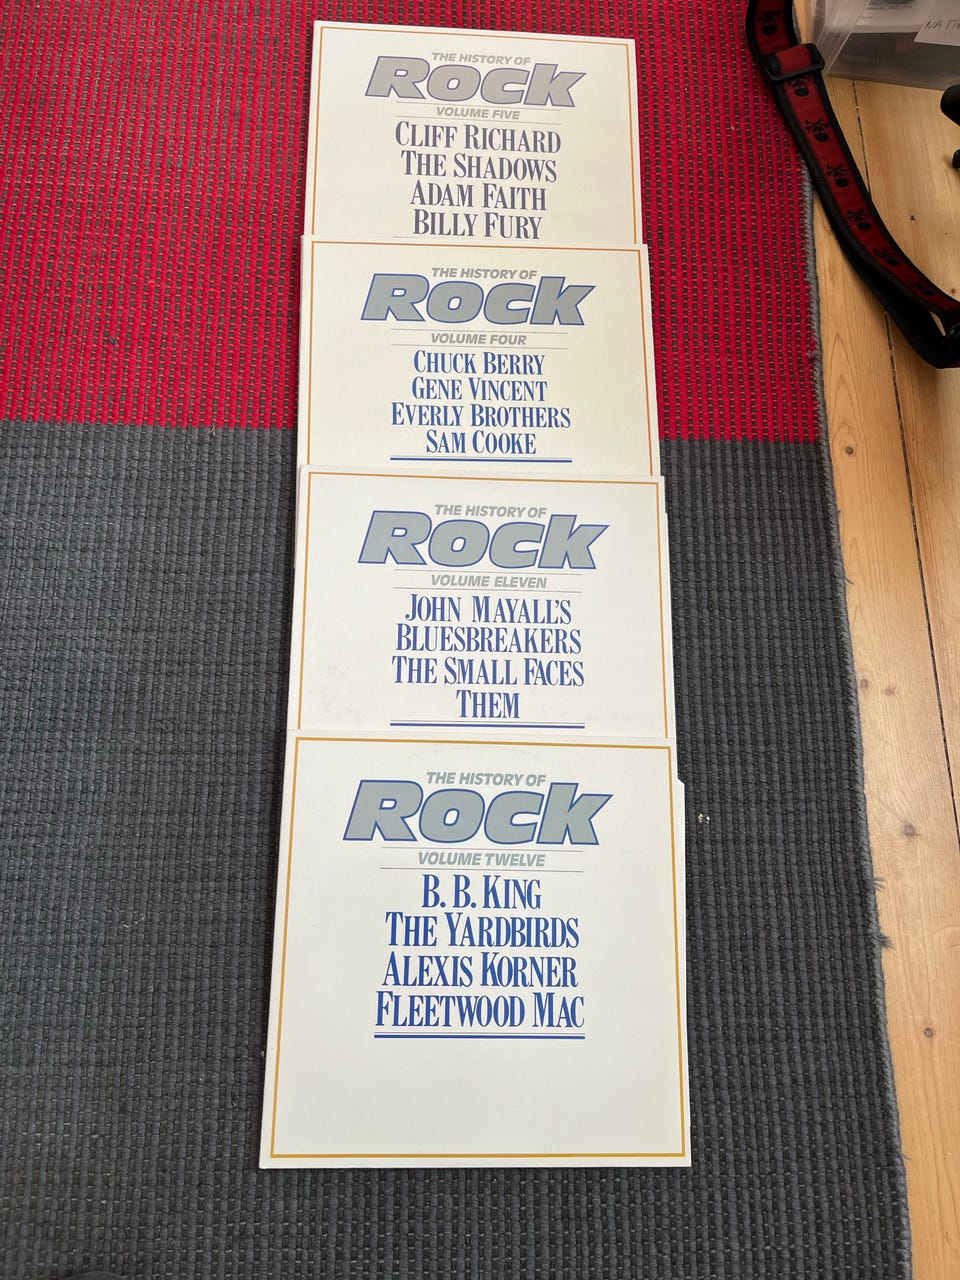 THE HISTORY OF
Rock
VOLUME FIVE
CLIFF RICHARD
THE SHADOWS
ADAM FAITH
BILLY FURY
THE HISTORY OF
Rock
VOLUME FOUR
CHUCK BERRY
GENE VINCENT
EVERLY BROTHERS
SAM COOKE
THE HISTORY OF
Rock
VOLUME ELEVEN
JOHN MAYALL'S
BLUESBREAKERS
THE SMALL FACES
THEM
THE HISTORY OF
Rock
VOLUME TWELVE
B. B. KING
THE YARDBIRDS
ALEXIS KORNER
FLEETWOOD MAC